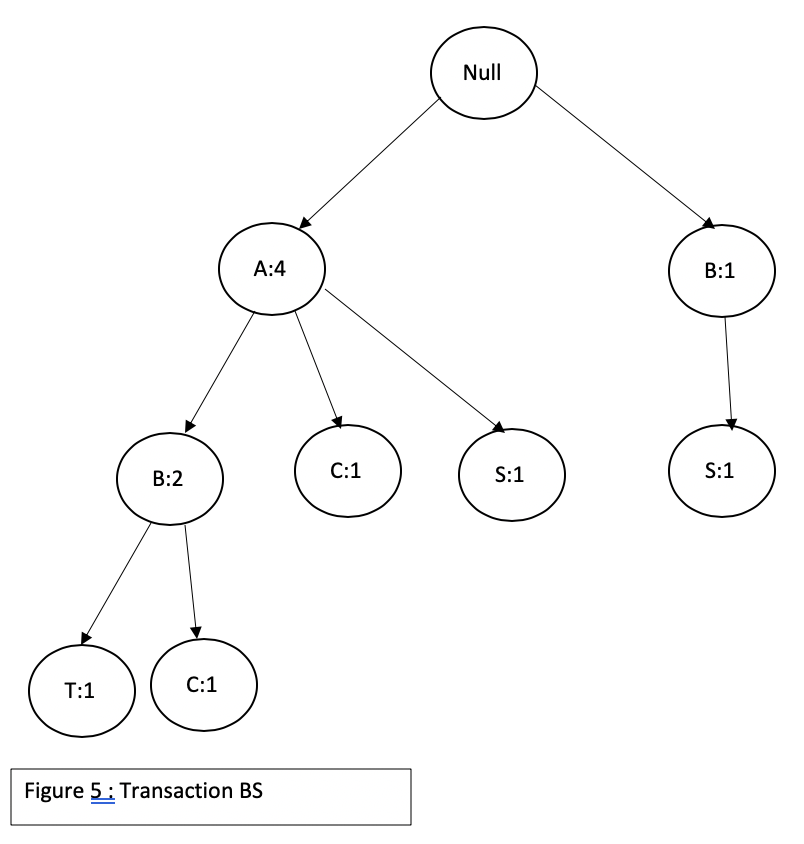 Null
A:4
B:1
B:2
C:1
S:1
S:1
T:1
C:1
Figure 5 : Transaction BS